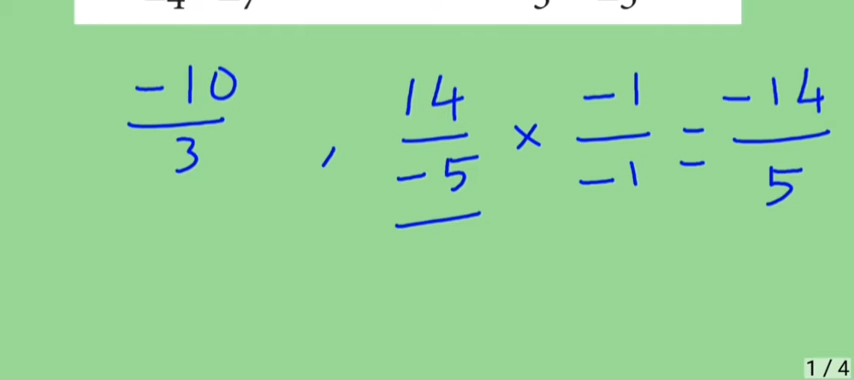 -10/3 , 14/-5 × -1/-1 = -14/5
1 / 4